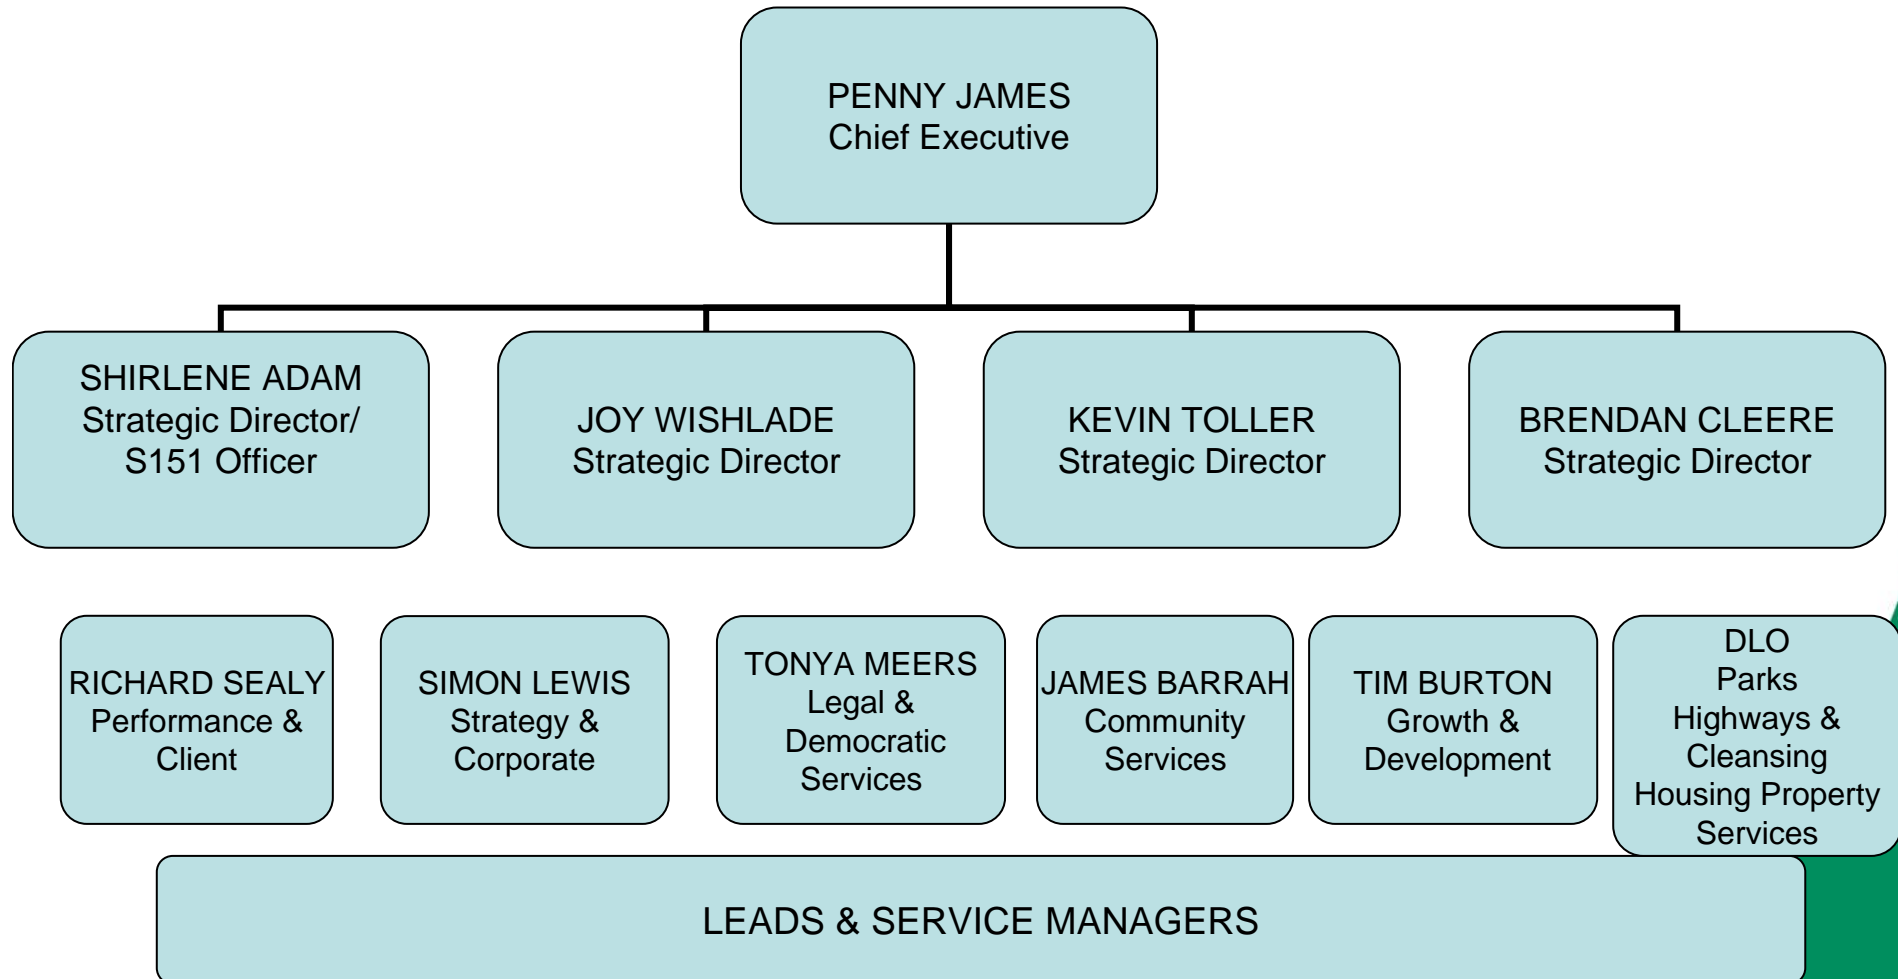 PENNY JAMES
Chief Executive
SHIRLENE ADAM
Strategic Director/
S151 Officer
JOY WISHLADE
Strategic Director
KEVIN TOLLER
Strategic Director
BRENDAN CLEERE
Strategic Director
RICHARD SEALY
Performance &
Client
SIMON LEWIS
Strategy &
Corporate
TONYA MEERS
Legal &
Democratic
Services
JAMES BARRAH
Community
Services
TIM BURTON
Growth &
Development
DLO
Parks
Highways &
Cleansing
Housing Property
Services
LEADS & SERVICE MANAGERS